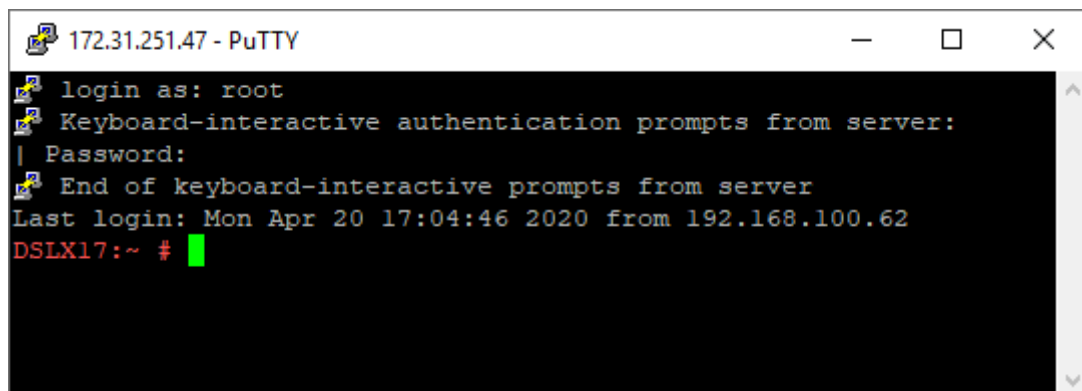 172.31.251.47 - PuTTY
login as: root
Keyboard-interactive authentication prompts from server:
| Password:
End of keyboard-interactive prompts from server
Last login: Mon Apr 20 17:04:46 2020 from 192.168.100.62
DSLX17:~ #